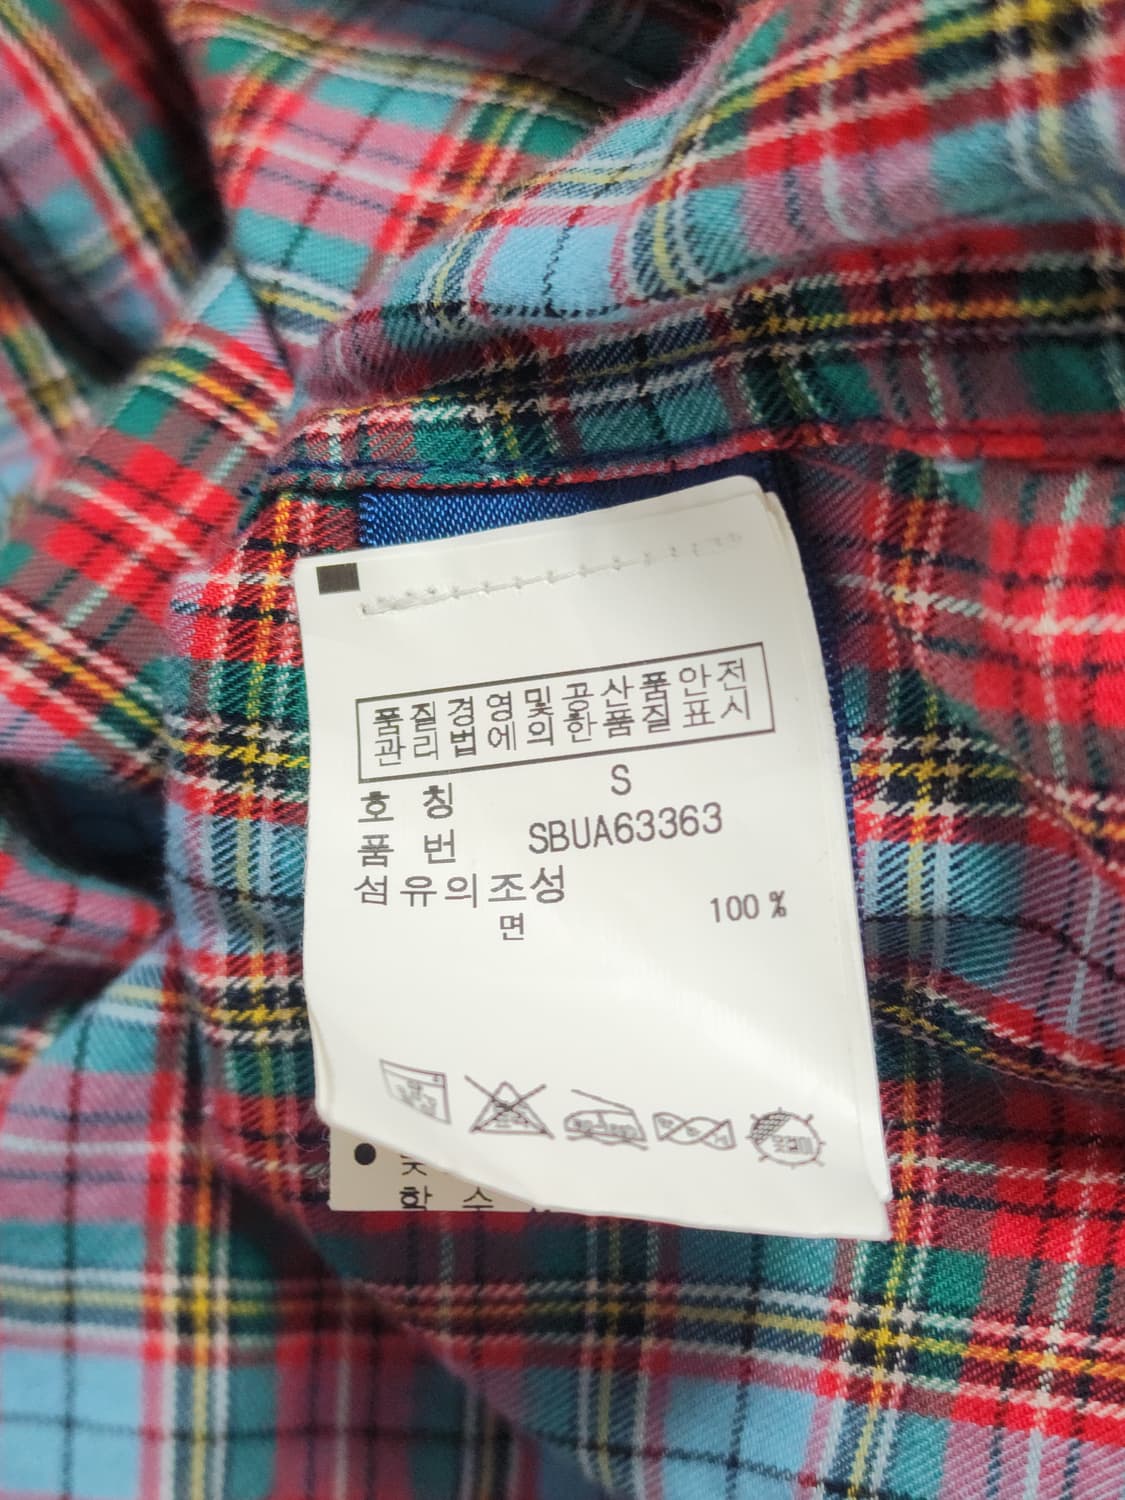 품질경영및공산품안전
관리법에의한품질표시
호 칭 S
품 번 SBUA63363
섬유의조성
면 100 %